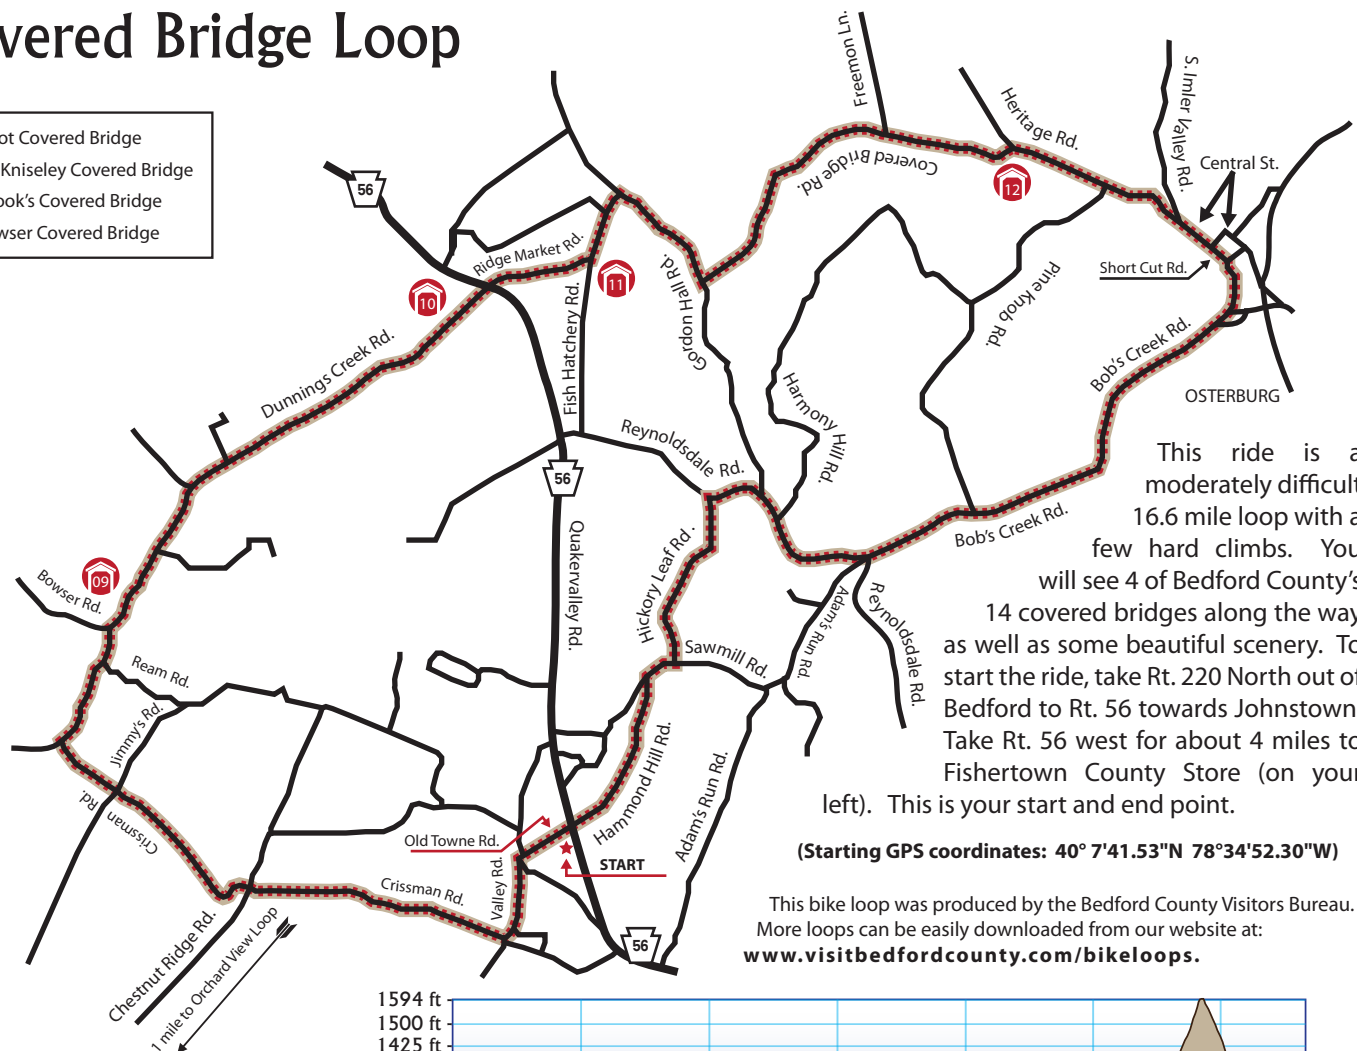 vered Bridge Loop
ot Covered Bridge
Kniseley Covered Bridge
ok's Covered Bridge
wser Covered Bridge
56
10
11
12
09
56
56
Freemon Ln.
Heritage Rd.
S. Imler Valley Rd.
Central St.
Covered Bridge Rd.
Short Cut Rd.
Ridge Market Rd.
Fish Hatchery Rd.
Gordon Hall Rd.
Pine Knob Rd.
Harmony Hill Rd.
Bob's Creek Rd.
OSTERBURG
Dunnings Creek Rd.
Reynoldsdale Rd.
Bob's Creek Rd.
Quakervalley Rd.
Hickory Leaf Rd.
Bowser Rd.
Ream Rd.
Jimmy's Rd.
Sawmill Rd.
Adam's Run Rd.
Reynoldsdale Rd.
Crissman Rd.
Hammond Hill Rd.
Adam's Run Rd.
Old Towne Rd.
START
Valley Rd.
Crissman Rd.
Chestnut Ridge Rd.
1 mile to Orchard View Loop
This ride is a
moderately difficult
16.6 mile loop with a
few hard climbs. You
will see 4 of Bedford County's
14 covered bridges along the way
as well as some beautiful scenery. To
start the ride, take Rt. 220 North out of
Bedford to Rt. 56 towards Johnstown
Take Rt. 56 west for about 4 miles to
Fishertown County Store (on your
left). This is your start and end point.
(Starting GPS coordinates: 40° 7'41.53"N 78°34'52.30"W)
This bike loop was produced by the Bedford County Visitors Bureau.
More loops can be easily downloaded from our website at:
www.visitbedfordcounty.com/bikeloops.
1594 ft
1500 ft
1425 ft